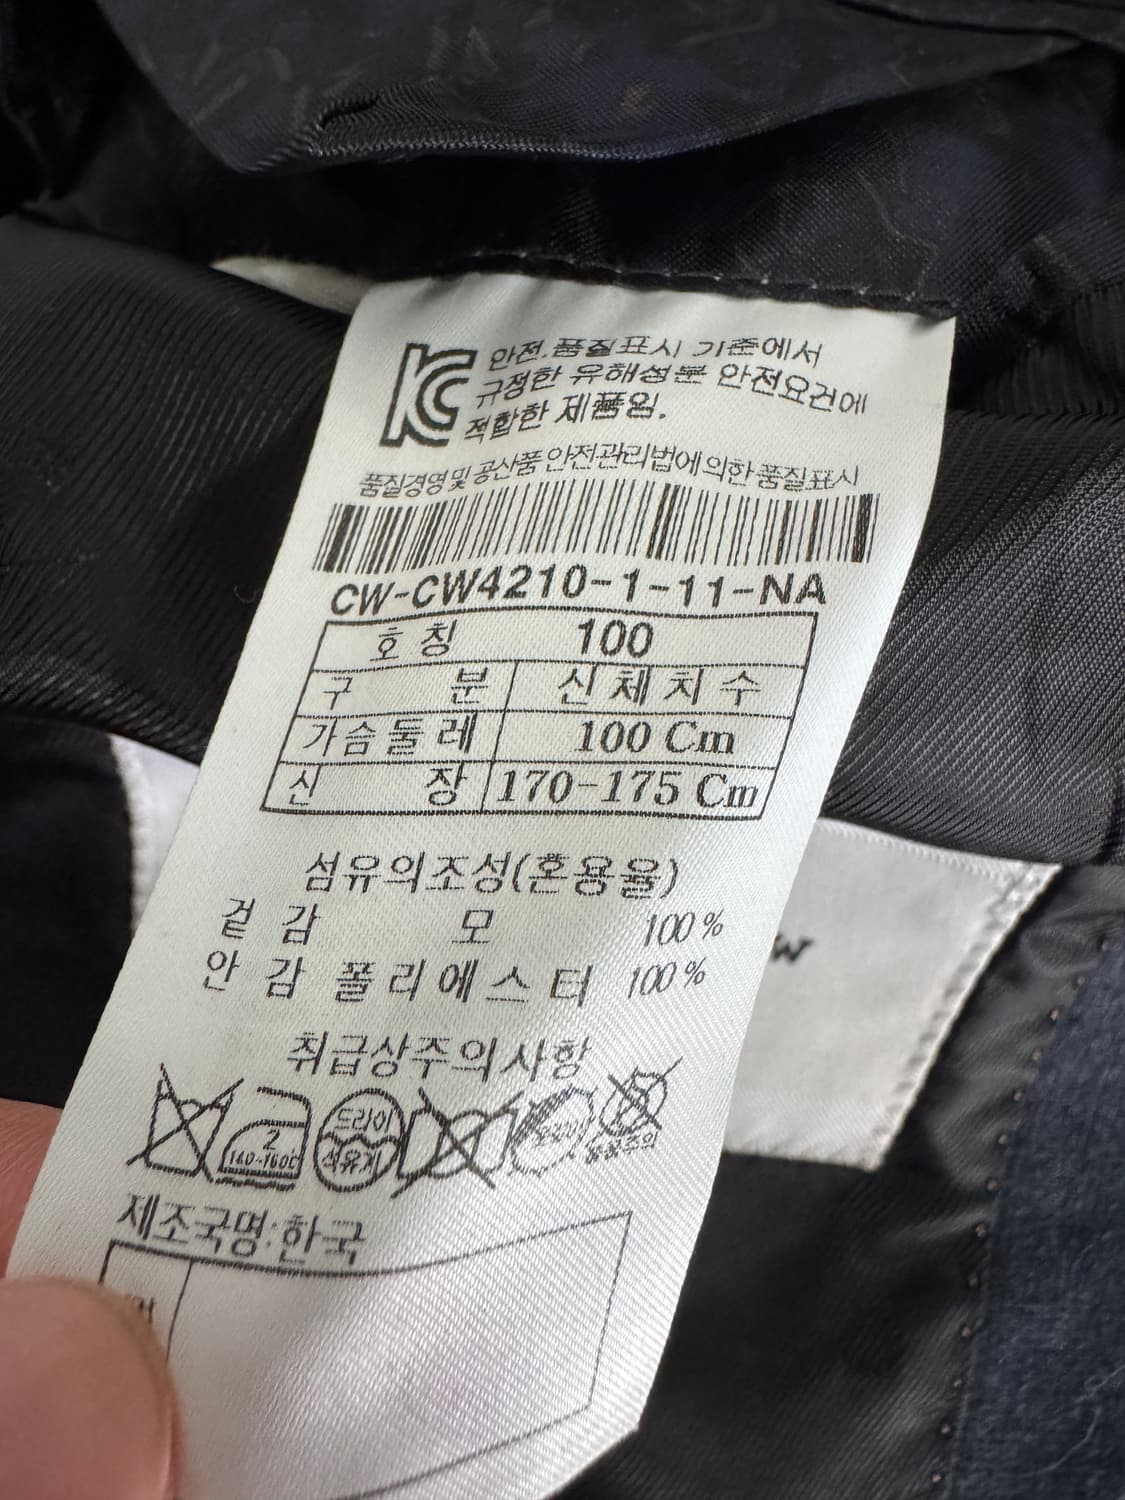 KC 안전.품질표시 기준에서
규정한 유해성분 안전요건에
적합한 제품임.
품질경영및 공산품 안전관리법에의한 품질표시
CW-CW4210-1-11-NA
호칭 100
구 분 신체치수
가슴둘레 100 Cm
신 장 170-175 Cm
섬유의조성(혼용율)
겉 감 모 100 %
안 감 폴리에스터 100 %
취급상주의사항
2
140-160C
드라이
석유계
제조국명:한국